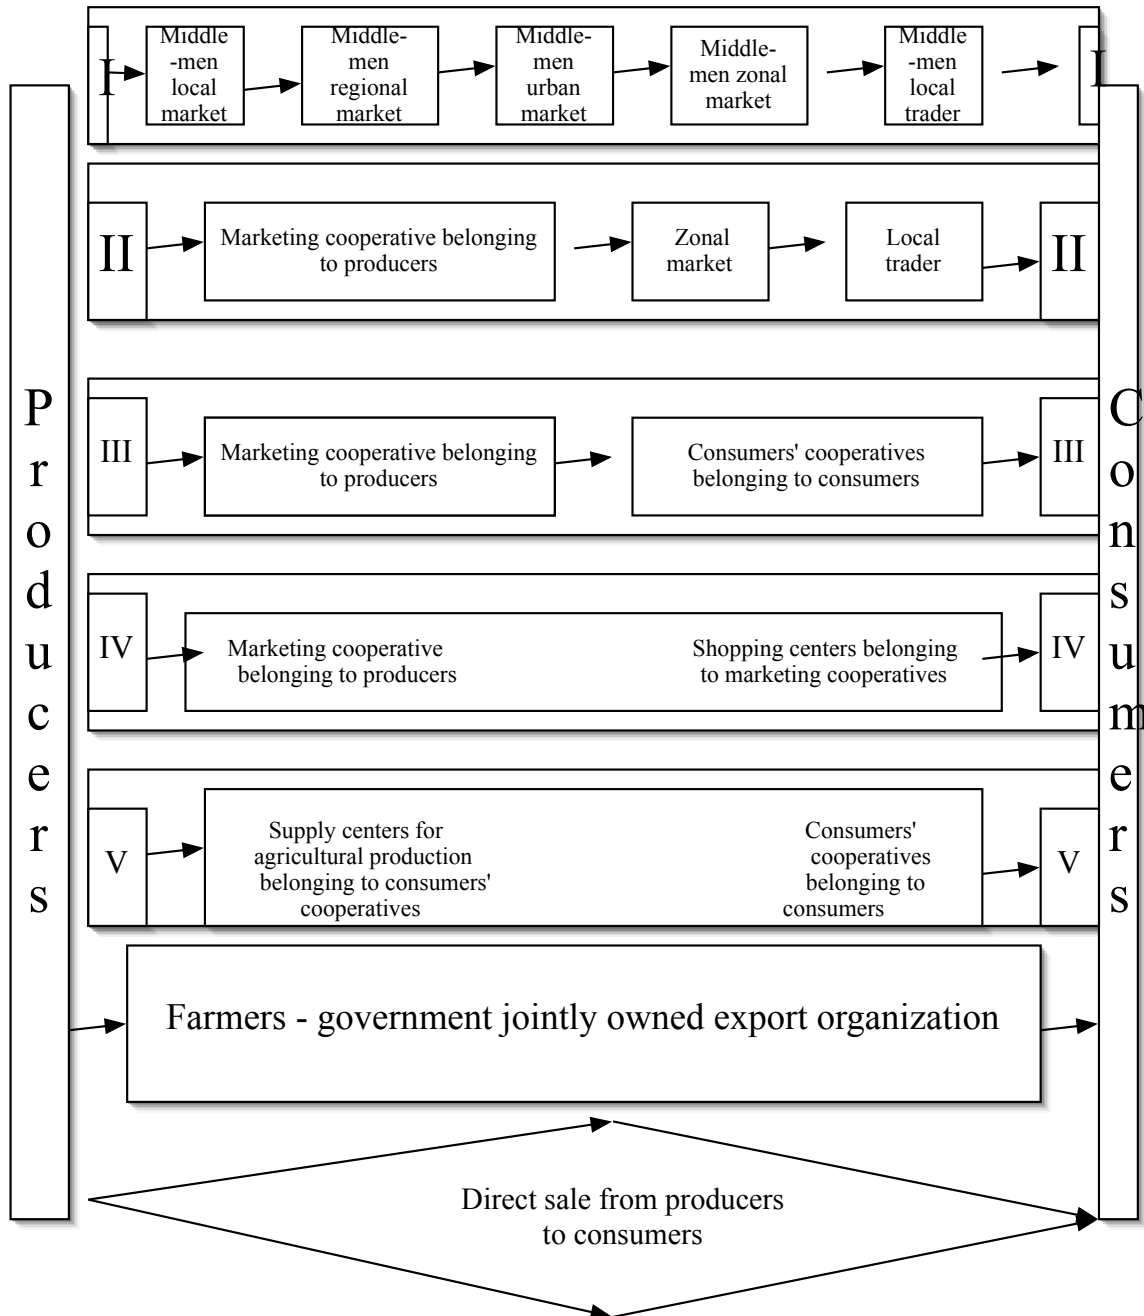 I
Middle
-men
local
market
Middle-
men
regional
market
Middle-
men
urban
market
Middle-
men zonal
market
Middle
-men
local
trader
I
II
Marketing cooperative belonging
to producers
Zonal
market
Local
trader
II
III
Marketing cooperative belonging
to producers
Consumers' cooperatives
belonging to consumers
III
IV
Marketing cooperative
belonging to producers
Shopping centers belonging
to marketing cooperatives
IV
V
Supply centers for
agricultural production
belonging to consumers'
cooperatives
Consumers'
cooperatives
belonging to
consumers
V
Farmers - government jointly owned export organization
Direct sale from producers
to consumers
Producers
Consumers